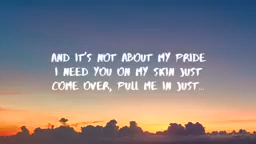 AND IT'S NOT ABOUT MY PRIDE
I NEED YOU ON MY SKIN JUST
COME OVER, PULL ME IN JUST..